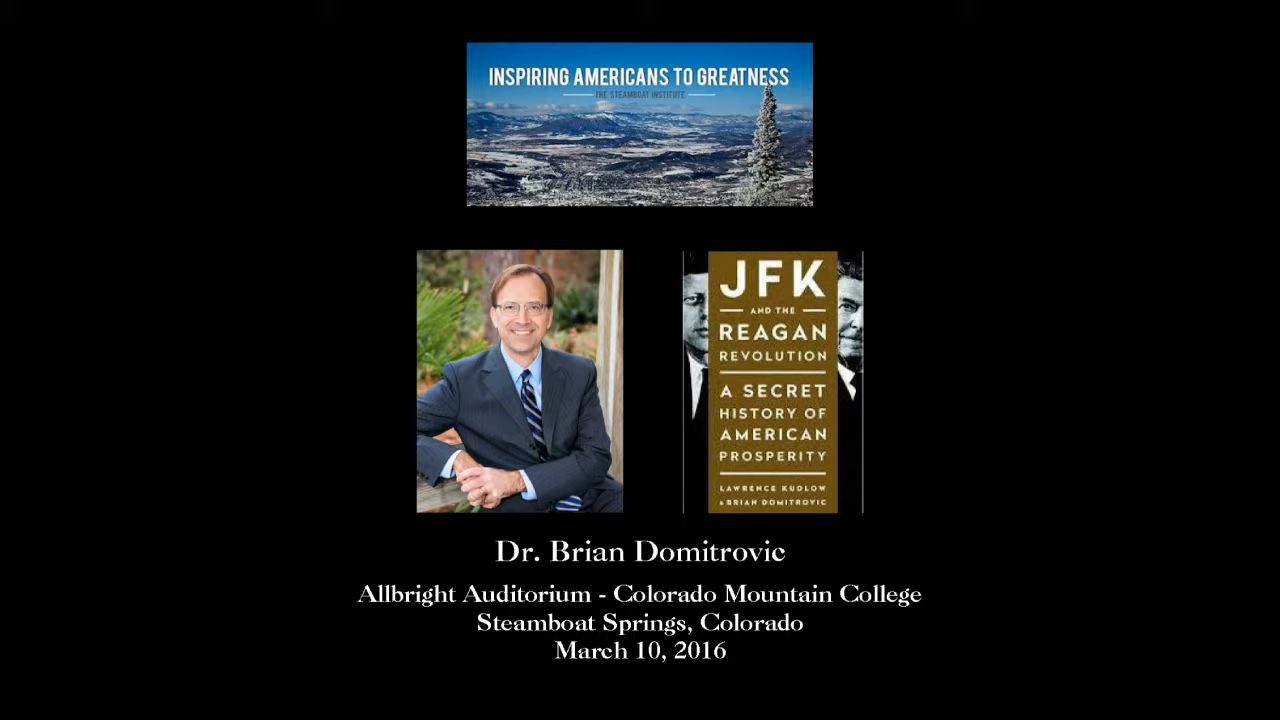 INSPIRING AMERICANS TO GREATNESS
THE STEAMBOAT INSTITUTE
JFK
AND THE
REAGAN
REVOLUTION
A SECRET
HISTORY OF
AMERICAN
PROSPERITY
LAWRENCE KUDLOW
& BRIAN DOMITROVIC
Dr. Brian Domitrovic
Allbright Auditorium - Colorado Mountain College
Steamboat Springs, Colorado
March 10, 2016